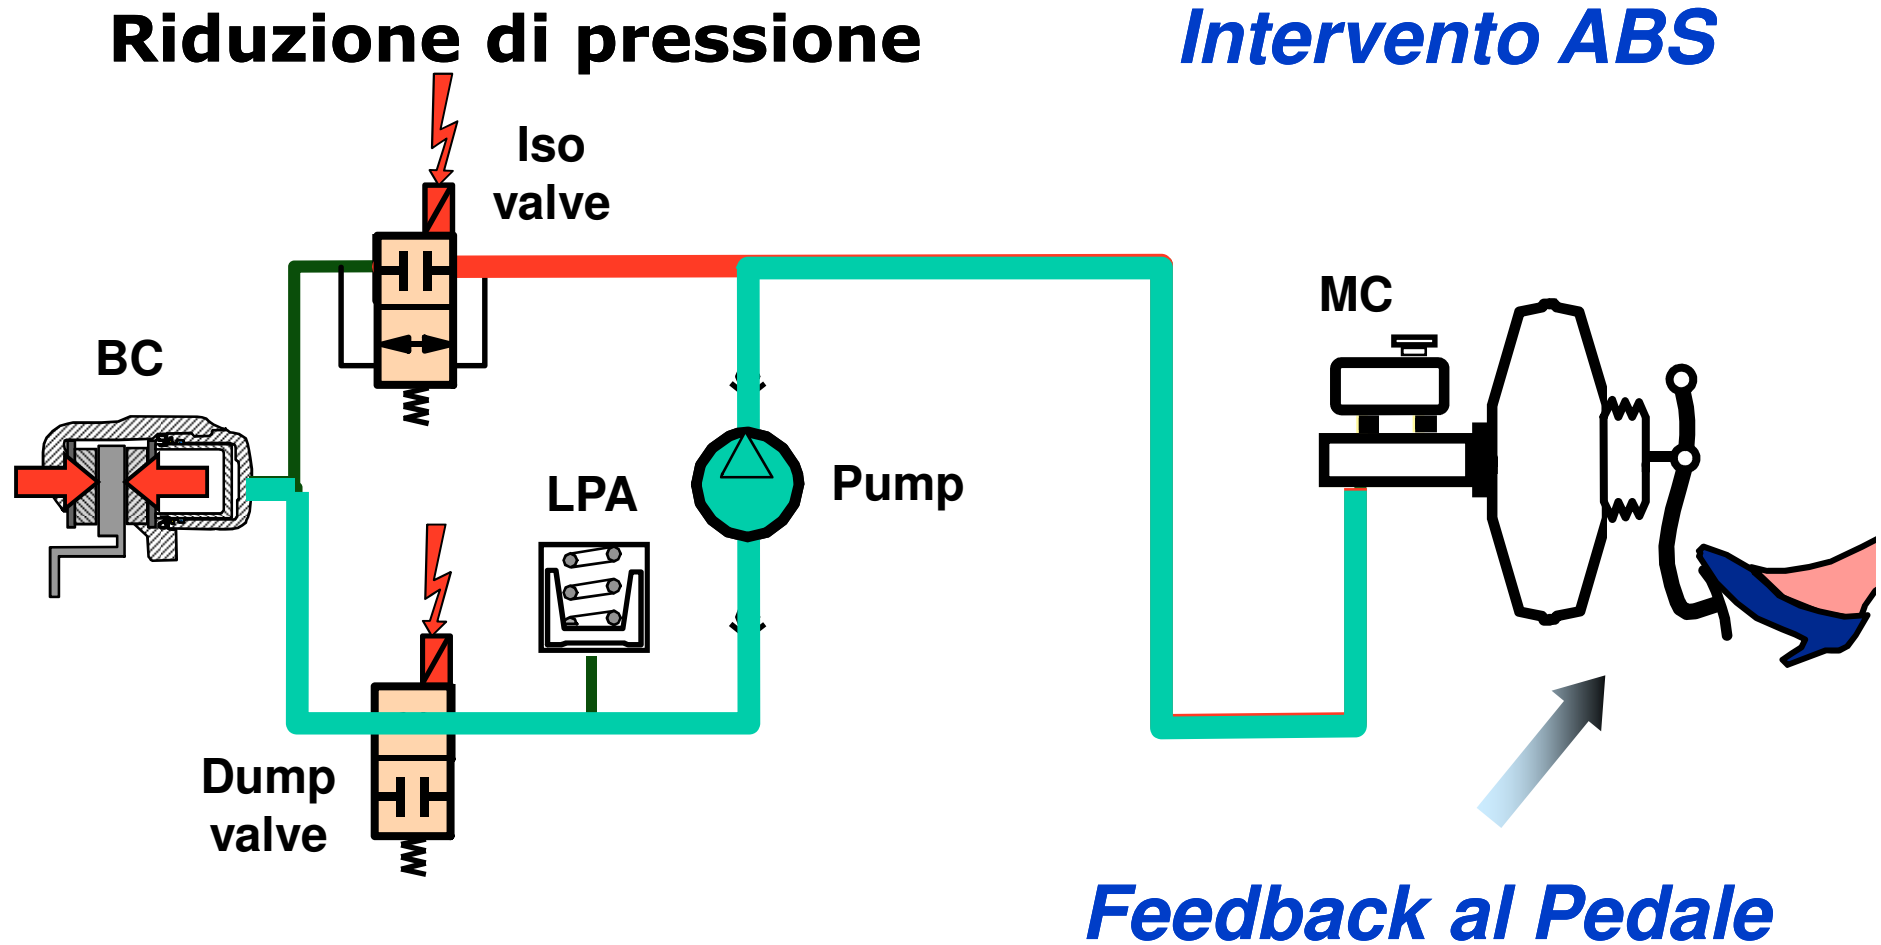 Riduzione di pressione
Intervento ABS
Iso
valve
MC
BC
LPA
Pump
Dump
valve
Feedback al Pedale